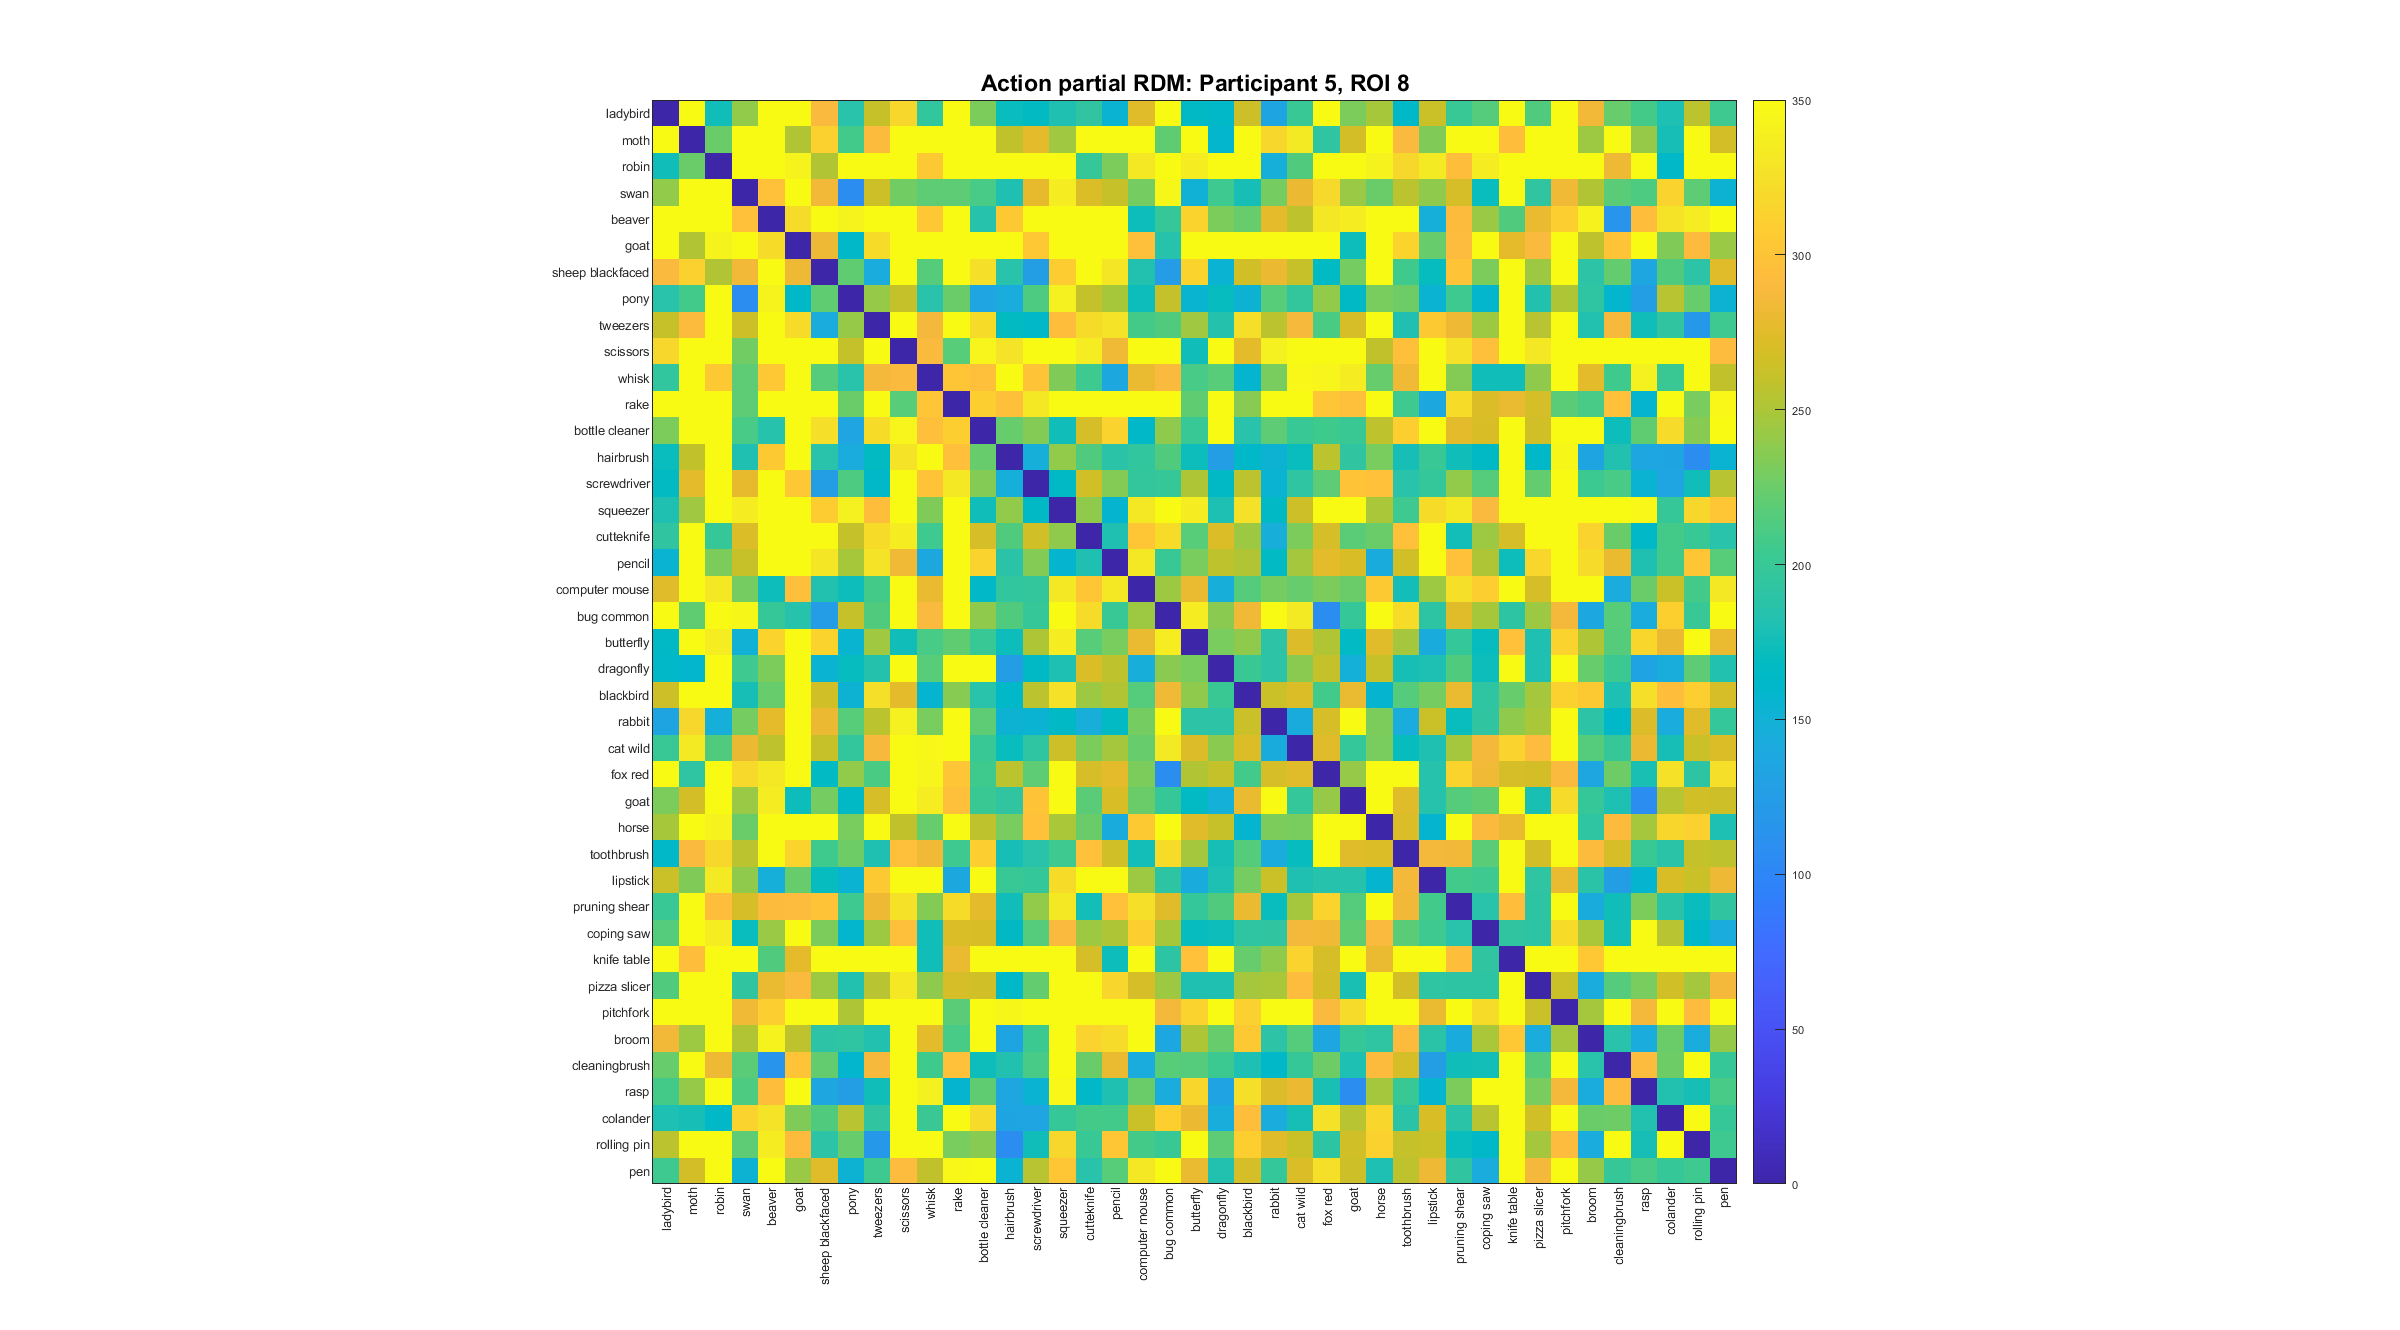 Action partial RDM: Participant 5, ROI 8
ladybird
moth
robin
swan
beaver
goat
sheep blackfaced
pony
tweezers
scissors
whisk
rake
bottle cleaner
hairbrush
screwdriver
squeezer
cutteknife
pencil
computer mouse
bug common
butterfly
dragonfly
blackbird
rabbit
cat wild
fox red
goat
horse
toothbrush
lipstick
pruning shear
coping saw
knife table
pizza slicer
pitchfork
broom
cleaningbrush
rasp
colander
rolling pin
pen
350
300
250
200
150
100
50
0
ladybird
moth
robin
swan
beaver
goat
sheep blackfaced
pony
tweezers
scissors
whisk
rake
bottle cleaner
hairbrush
screwdriver
squeezer
cutteknife
pencil
computer mouse
bug common
butterfly
dragonfly
blackbird
rabbit
cat wild
fox red
goat
horse
toothbrush
lipstick
pruning shear
coping saw
knife table
pizza slicer
pitchfork
broom
cleaningbrush
rasp
colander
rolling pin
pen